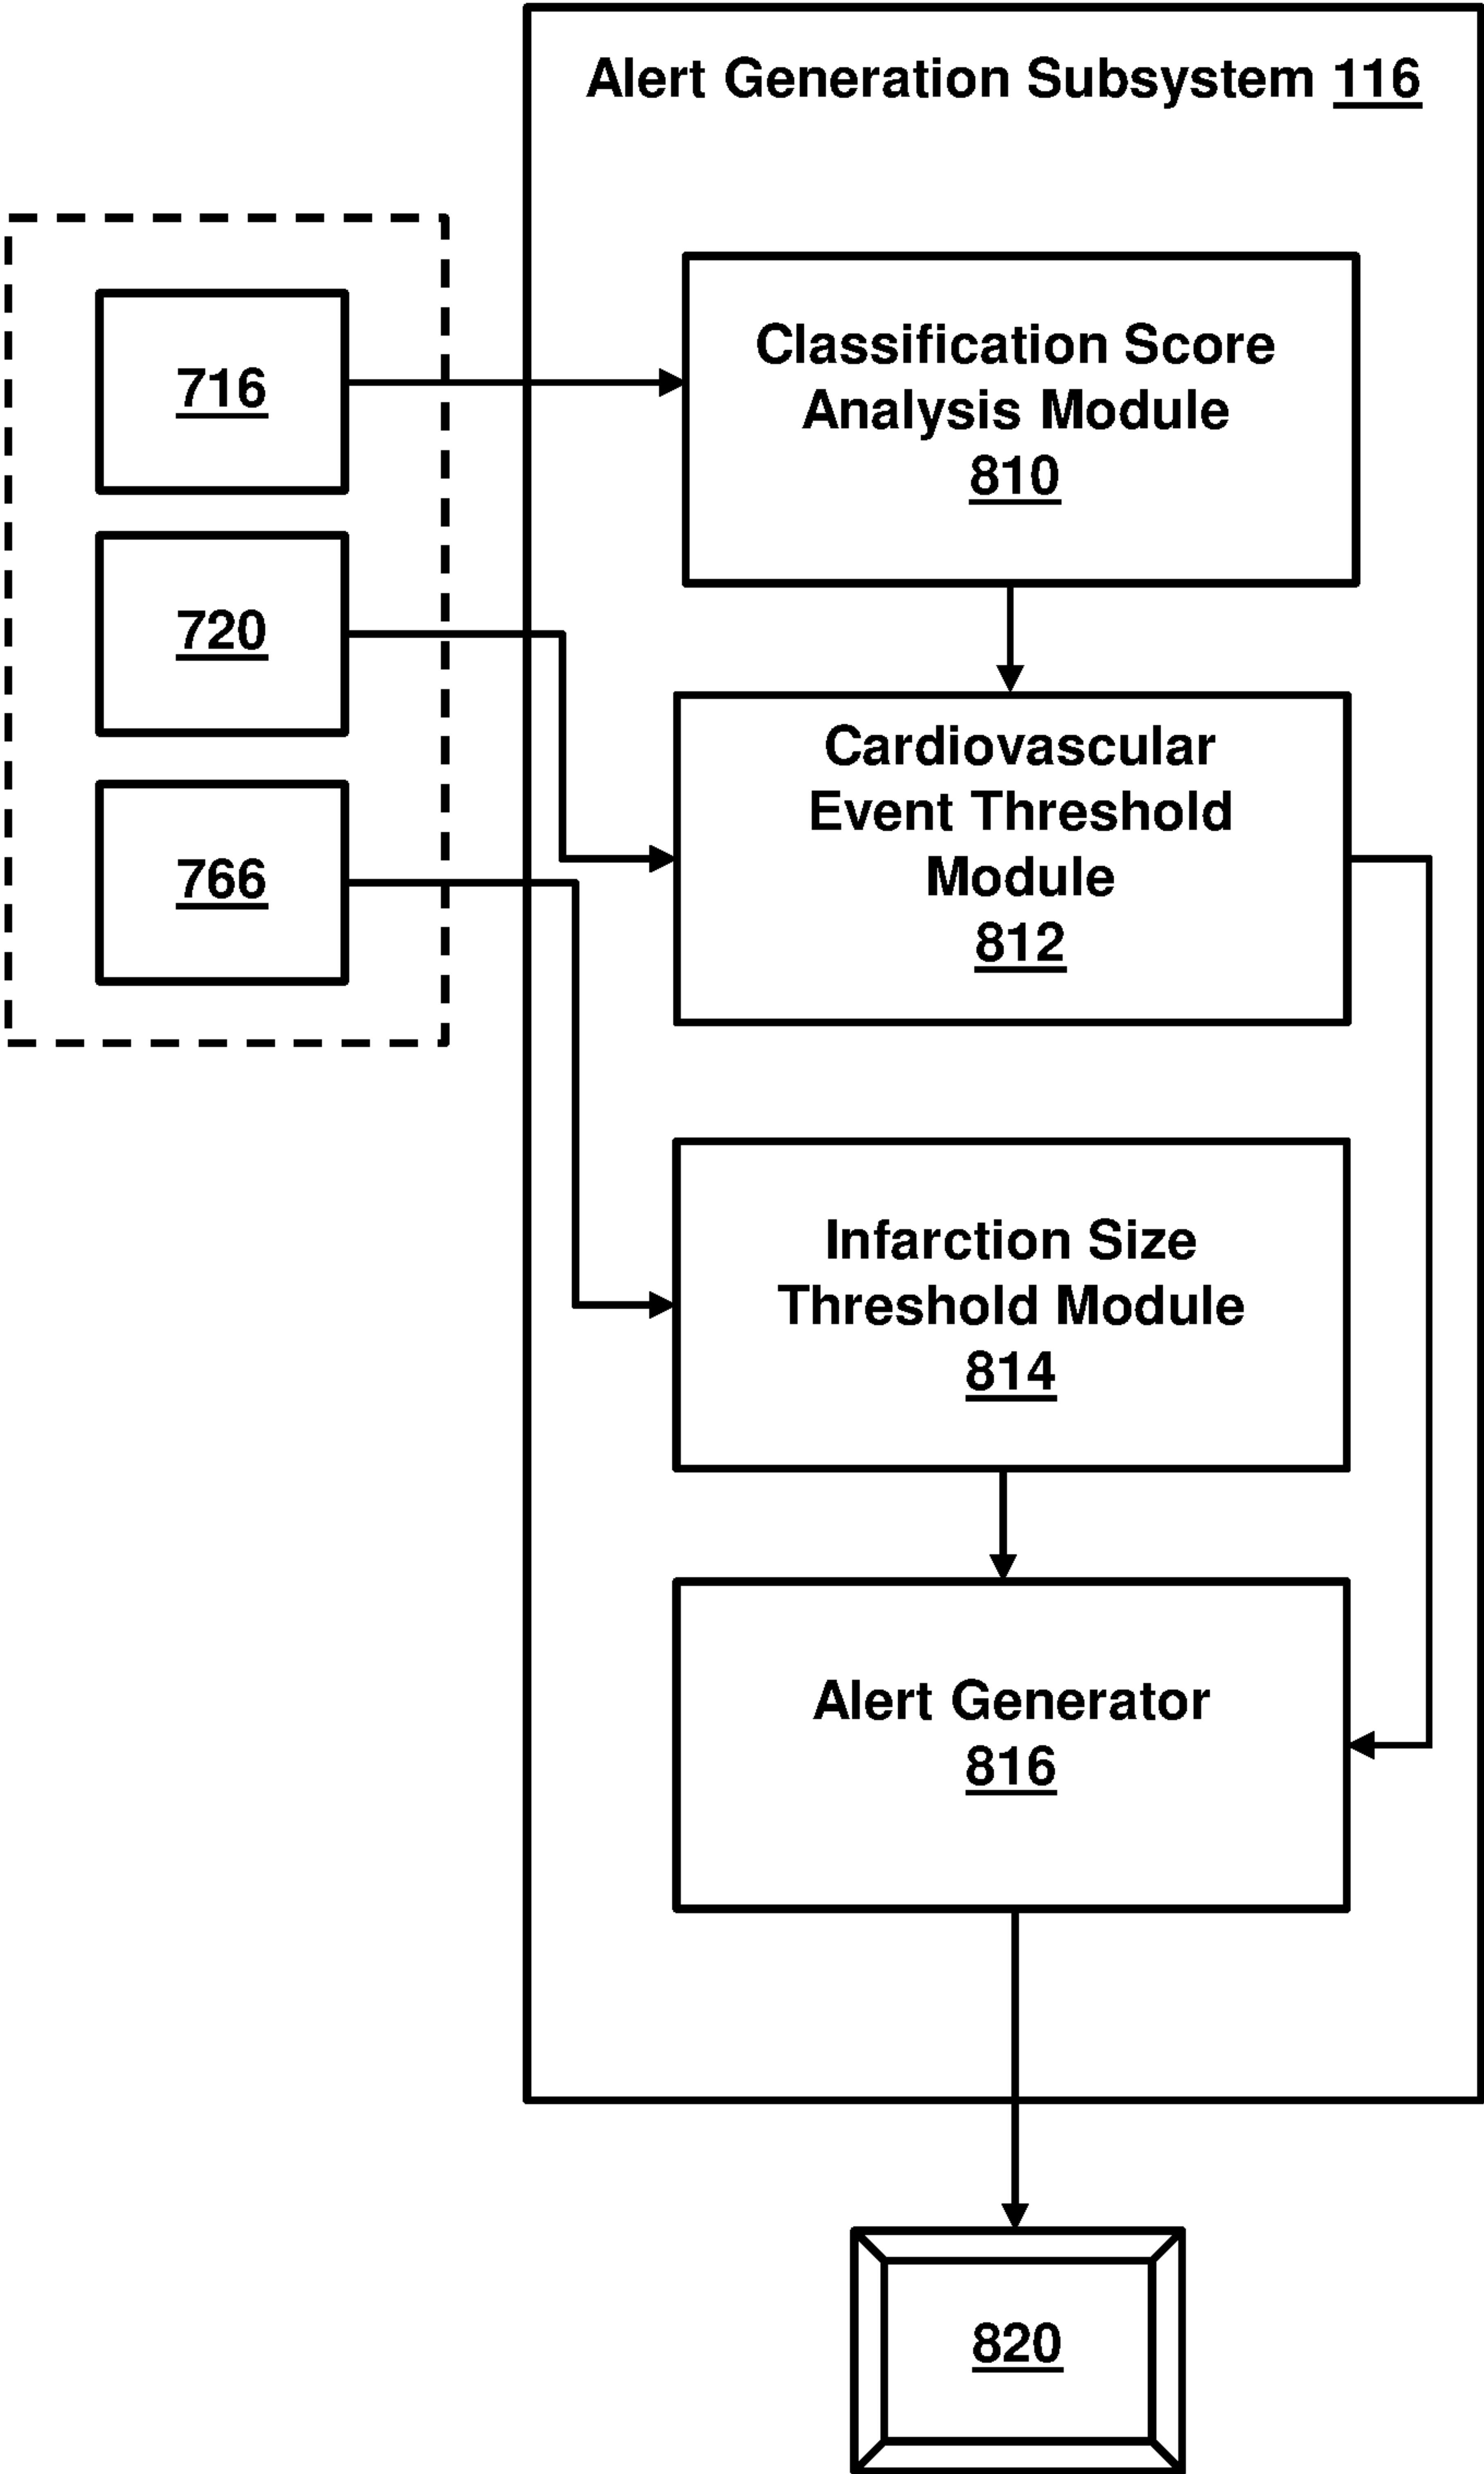 Alert Generation Subsystem 116
716
720
766
Classification Score
Analysis Module
810
Cardiovascular
Event Threshold
Module
812
Infarction Size
Threshold Module
814
Alert Generator
816
820